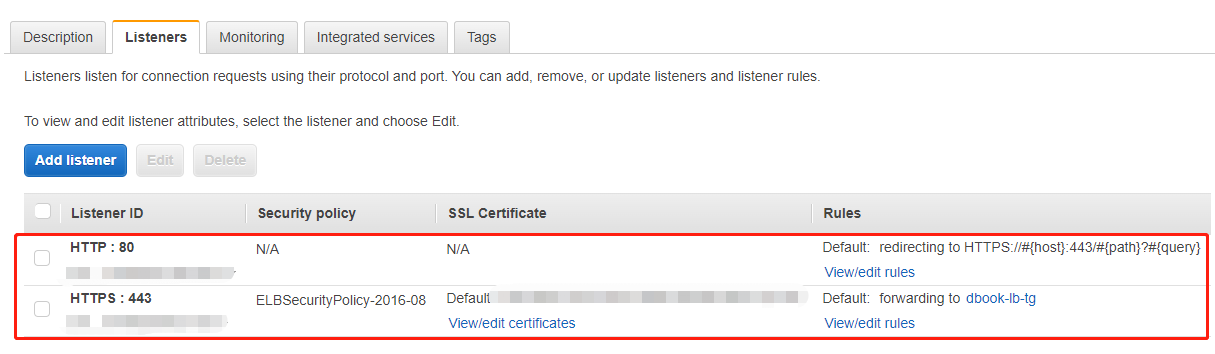 Description Listeners Monitoring Integrated services Tags
Listeners listen for connection requests using their protocol and port. You can add, remove, or update listeners and listener rules.
To view and edit listener attributes, select the listener and choose Edit.
Add listener Edit Delete
Listener ID Security policy SSL Certificate Rules
HTTP : 80 N/A N/A Default: redirecting to HTTPS://#{host}:443/#{path}?#{query}
View/edit rules
HTTPS : 443 ELBSecurityPolicy-2016-08 Default Default: forwarding to dbook-lb-tg
View/edit certificates View/edit rules